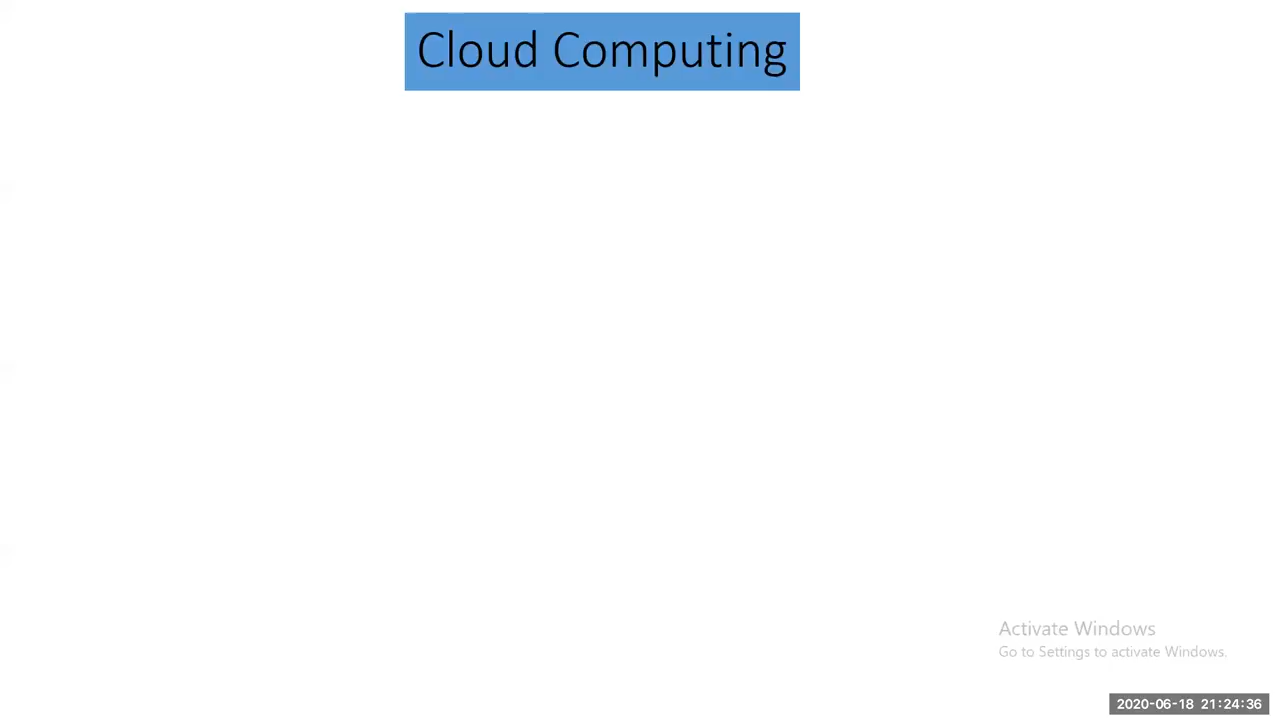 Cloud Computing
Activate Windows
Go to Settings to activate Windows.
2020-06-18 21:24:36